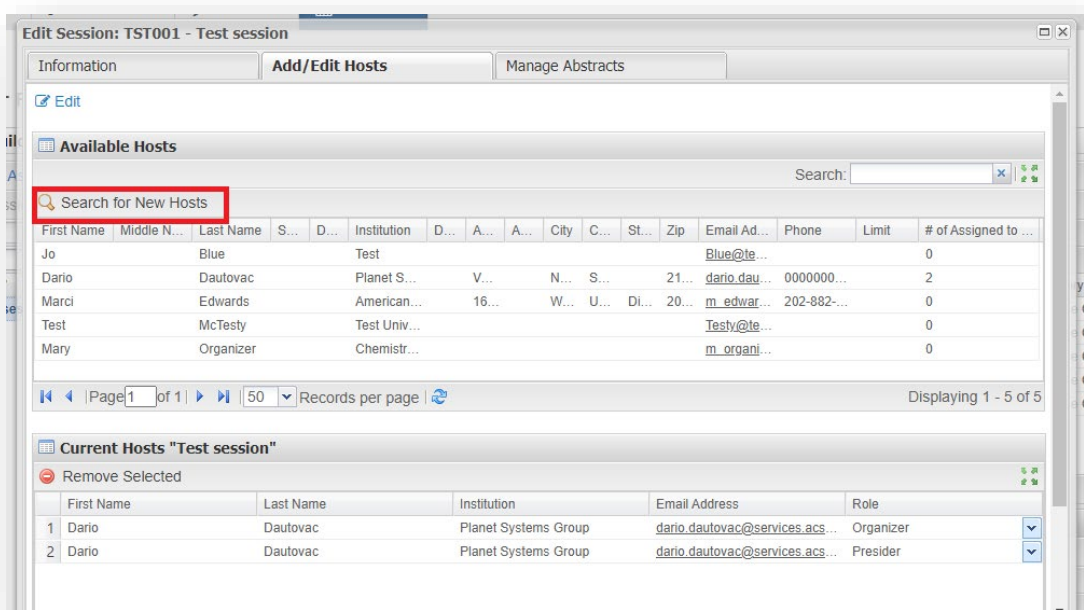 Edit Session: TST001 - Test session
Information Add/Edit Hosts Manage Abstracts
Edit
Available Hosts
Search:
Search for New Hosts
First Name Middle N... Last Name S... D... Institution D... A... A... City C... St... Zip Email Ad... Phone Limit # of Assigned to ...
Jo Blue Test Blue@te... 0
Dario Dautovac Planet S... V... N... S... 21... dario.dau... 0000000... 2
Marci Edwards American... 16... W... U... Di... 20... m_edwar... 202-882-... 0
Test McTesty Test Univ... Testy@te... 0
Mary Organizer Chemistr... m_organi... 0
Page 1 of 1 50 Records per page Displaying 1 - 5 of 5
Current Hosts "Test session"
Remove Selected
First Name Last Name Institution Email Address Role
1 Dario Dautovac Planet Systems Group dario.dautovac@services.acs... Organizer
2 Dario Dautovac Planet Systems Group dario.dautovac@services.acs... Presider